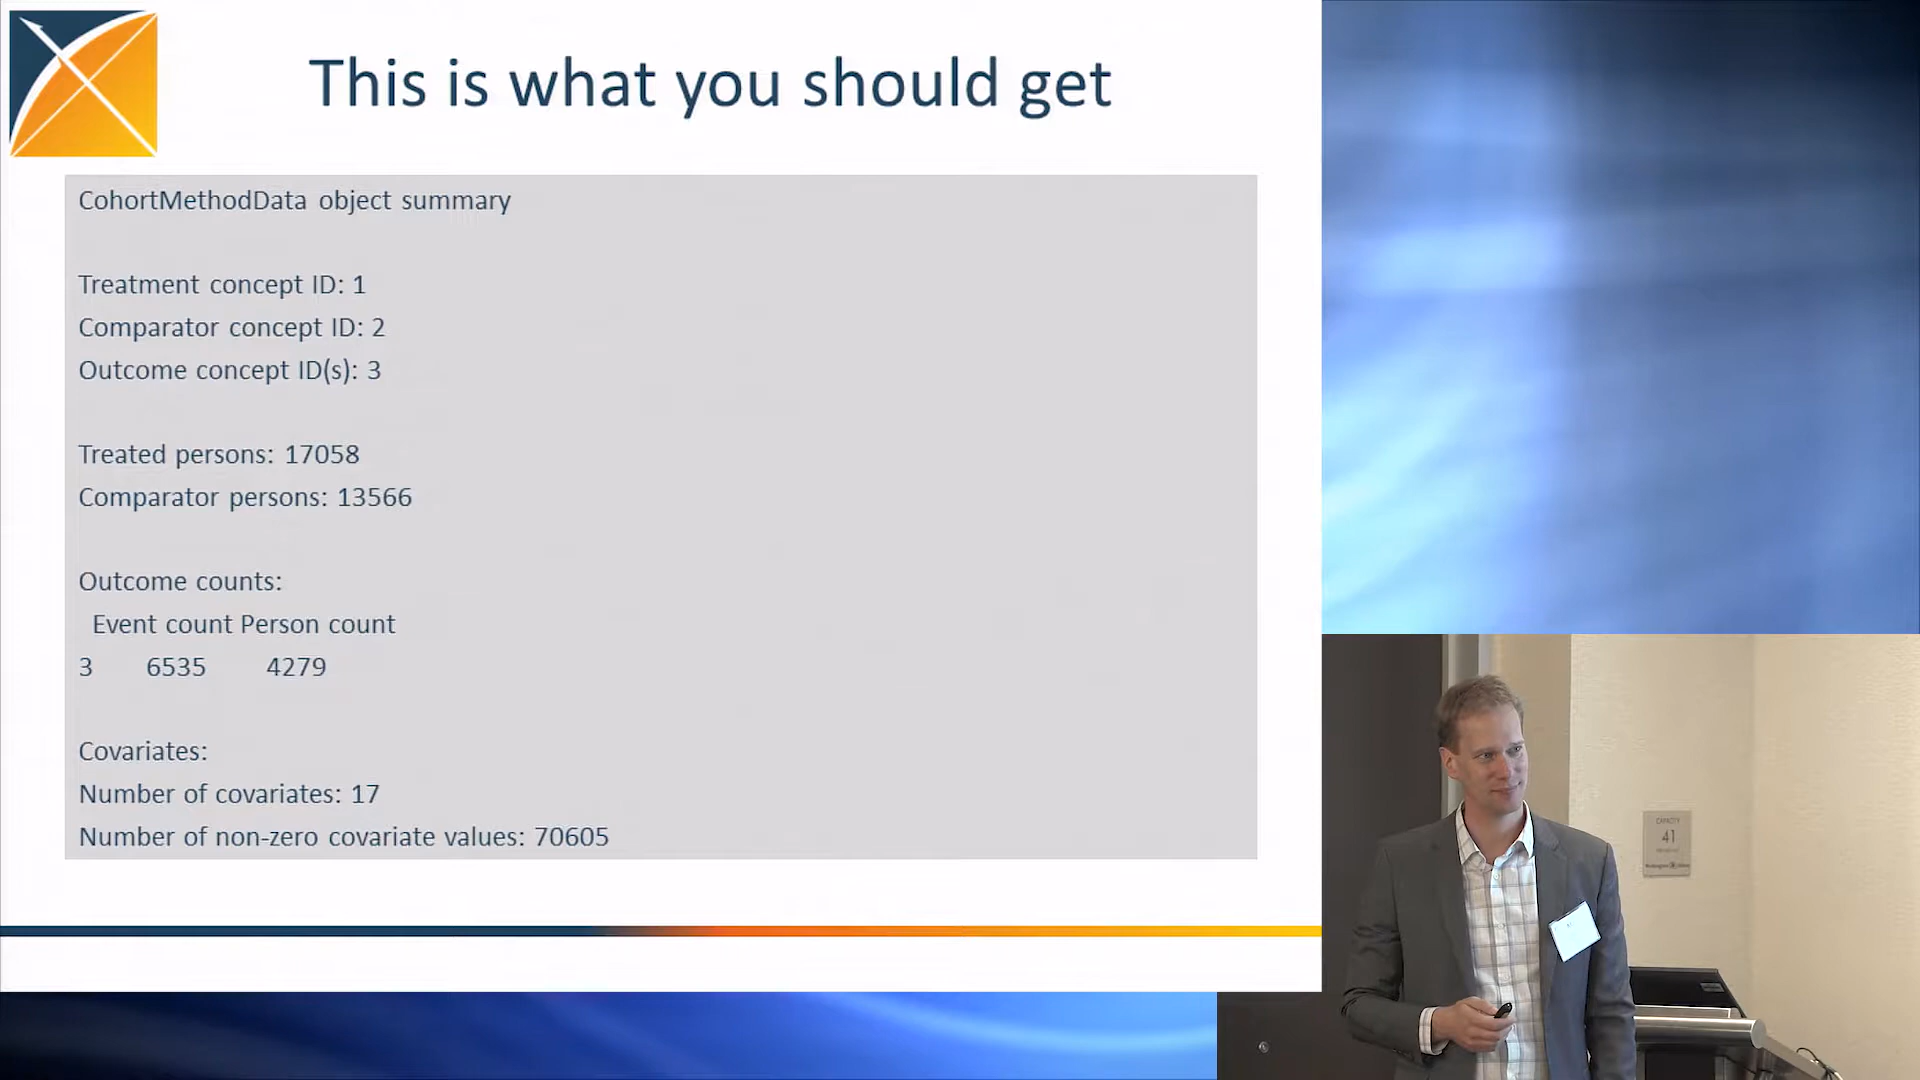 This is what you should get
CohortMethodData object summary
Treatment concept ID: 1
Comparator concept ID: 2
Outcome concept ID(s): 3
Treated persons: 17058
Comparator persons: 13566
Outcome counts:
Event count Person count
3 6535 4279
Covariates:
Number of covariates: 17
Number of non-zero covariate values: 70605
CAPACITY
41